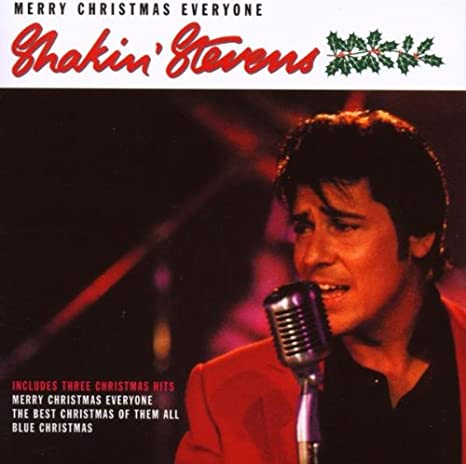 MERRY CHRISTMAS EVERYONE
Shakin' Stevens
INCLUDES THREE CHRISTMAS HITS
MERRY CHRISTMAS EVERYONE
THE BEST CHRISTMAS OF THEM ALL
BLUE CHRISTMAS